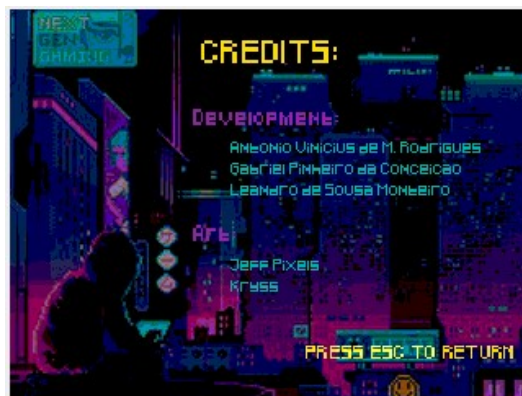 NEXT
GEN
GAMING
CREDITS:
Development:
Antonio Vinicius de M. Rodrigues
Gabriel Pinheiro da Conceicao
Leandro de Sousa Monteiro
Art
Jeff Pixels
Kryss
PRESS ESC TO RETURN